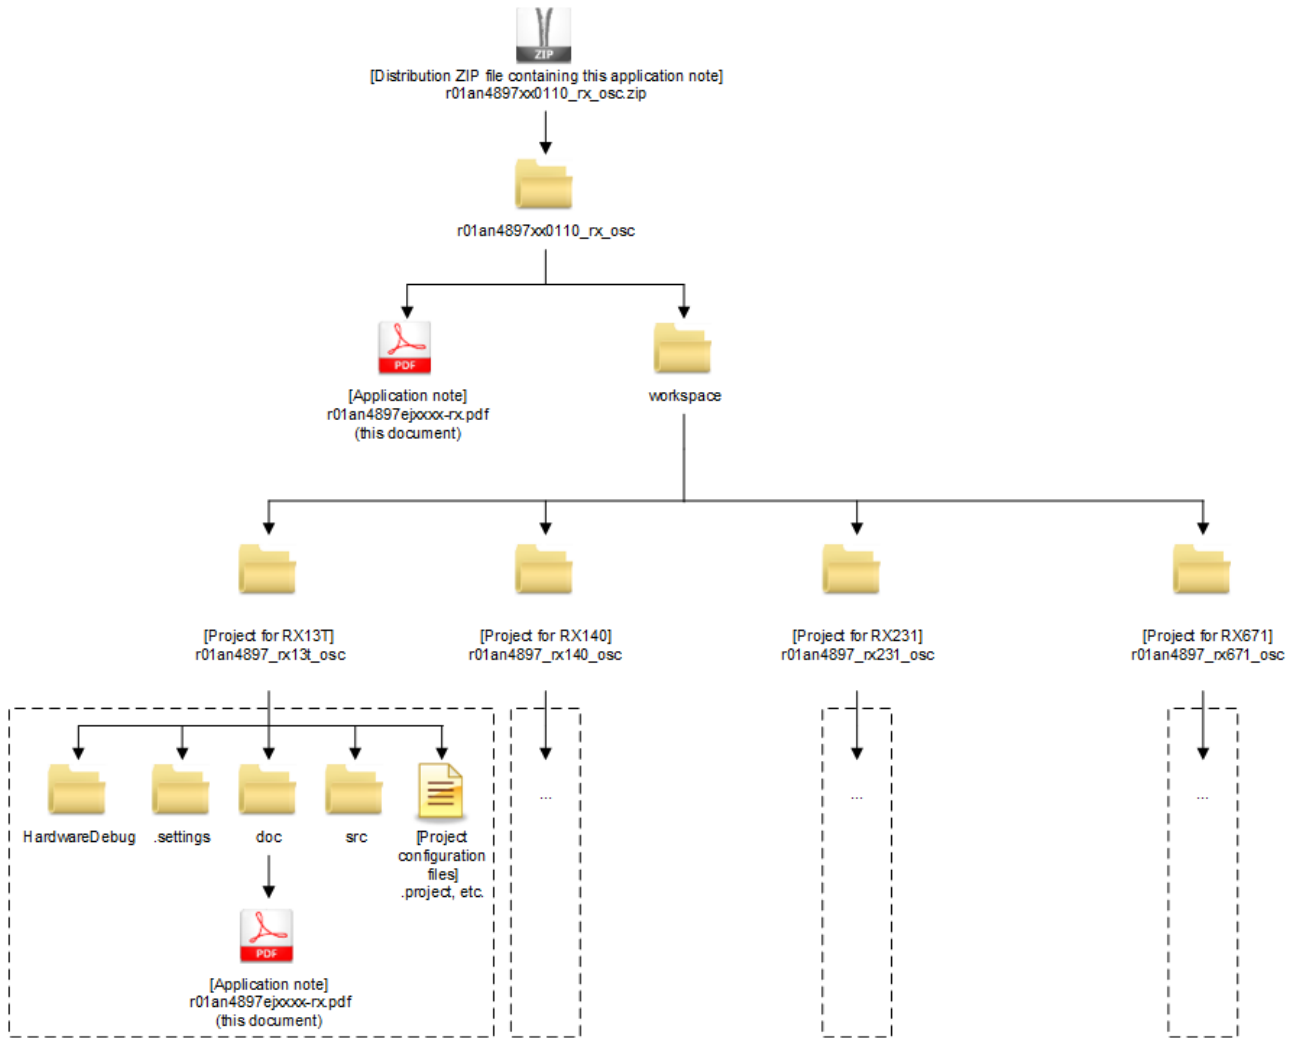 ZIP
[Distribution ZIP file containing this application note]
r01an4897xx0110_rx_osc.zip
r01an4897xx0110_rx_osc
PDF
[Application note]
r01an4897ejxxxx-rx.pdf
(this document)
workspace
[Project for RX13T]
r01an4897_rx13t_osc
[Project for RX140]
r01an4897_rx140_osc
[Project for RX231]
r01an4897_rx231_osc
[Project for RX671]
r01an4897_rx671_osc
HardwareDebug
.settings
doc
src
[Project
configuration
files]
.project, etc.
...
...
...
PDF
[Application note]
r01an4897ejxxxx-rx.pdf
(this document)